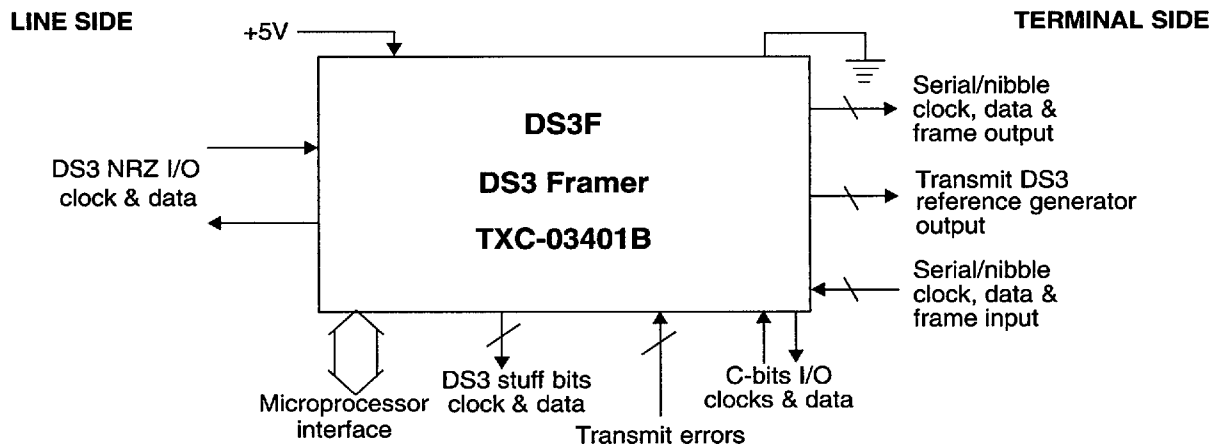 LINE SIDE
TERMINAL SIDE
+5V
DS3F
DS3 Framer
TXC-03401B
DS3 NRZ I/O
clock & data
Serial/nibble
clock, data &
frame output
Transmit DS3
reference generator
output
Serial/nibble
clock, data &
frame input
Microprocessor
interface
DS3 stuff bits
clock & data
Transmit errors
C-bits I/O
clocks & data